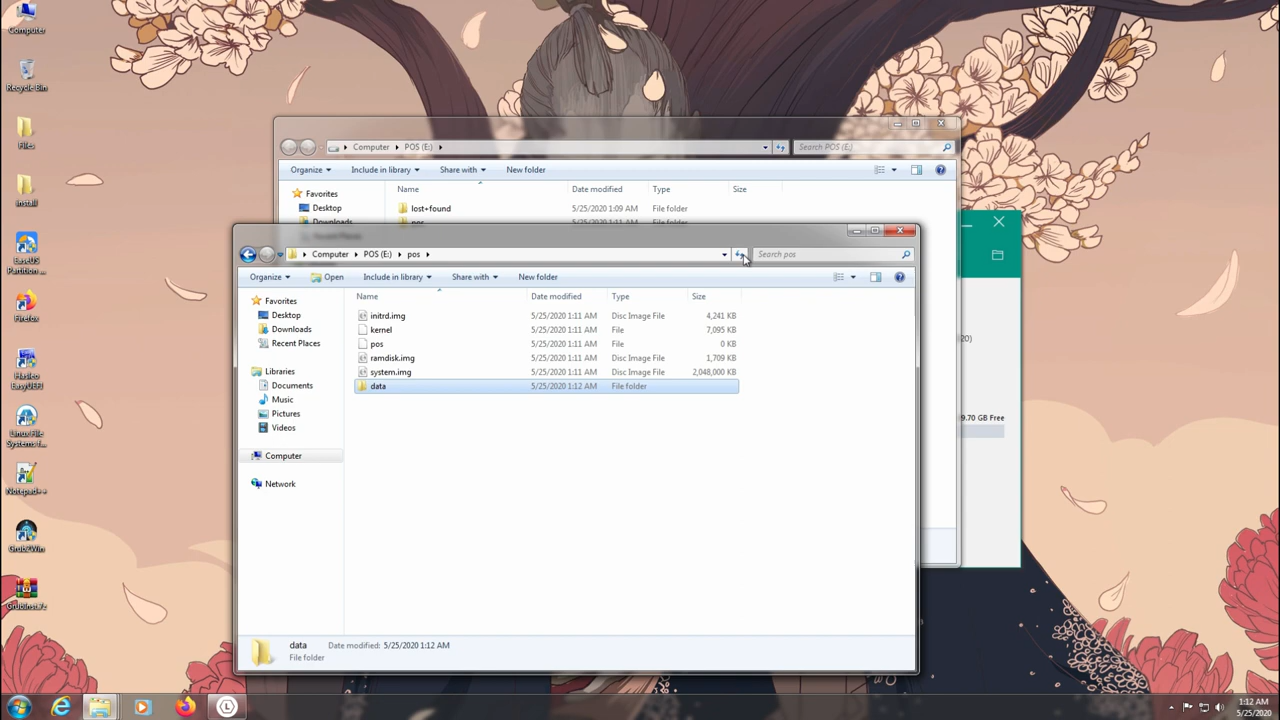 Computer
Recycle Bin
Files
install
EaseUS
Partition ...
Firefox
Hasleo
EasyUEFI
Linux File
Systems f...
Notepad++
Grub2Win
Computer
POS (E:)
Search POS (E:)
Organize
Include in library
Share with
New folder
Favorites
Desktop
Downloads
Name
Date modified
Type
Size
lost+found
5/25/2020 1:09 AM
File folder
pos
5/25/2020 1:11 AM
File folder
Computer
POS (E:)
pos
Search pos
Organize
Open
Include in library
Share with
New folder
Favorites
Desktop
Downloads
Recent Places
Libraries
Documents
Music
Pictures
Videos
Computer
Network
Name
Date modified
Type
Size
initrd.img
5/25/2020 1:11 AM
Disc Image File
4,241 KB
kernel
5/25/2020 1:11 AM
File
7,095 KB
pos
5/25/2020 1:11 AM
File
0 KB
ramdisk.img
5/25/2020 1:11 AM
Disc Image File
1,709 KB
system.img
5/25/2020 1:11 AM
Disc Image File
2,048,000 KB
data
5/25/2020 1:12 AM
File folder
data
Date modified: 5/25/2020 1:12 AM
File folder
20)
9.70 GB Free
1:12 AM
5/25/2020